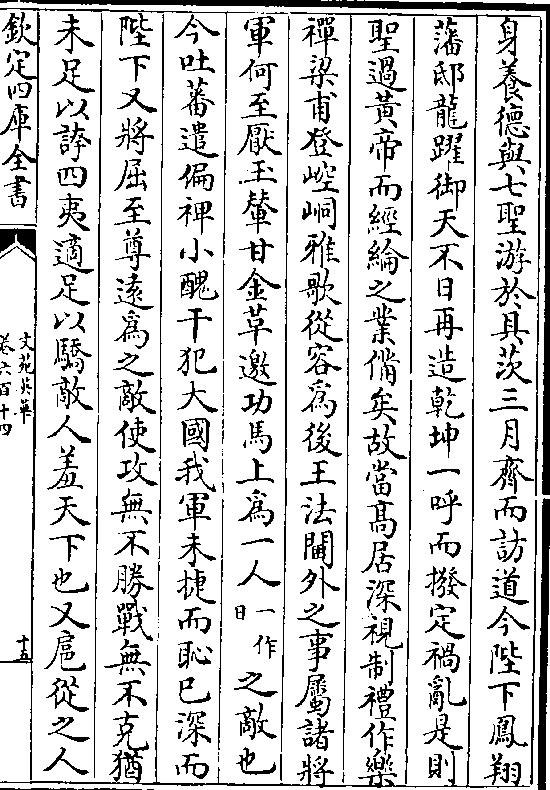 身養德與七聖游於具茨三月齊而訪道今陛下鳳翔
藩邸龍躍御天不日再造乾坤一呼而撥定禍亂是則
聖過黃帝而經綸之業備矣故當髙居深視制禮作樂
禪梁甫登崆峒雅歌從容為後王法閫外之事屬諸將
軍何至厭玉輦甘金草邀功馬上為一人一作日之敵也
今吐蕃遣偏裨小醜干犯大國我軍未捷而恥已深而
陛下又將屈至尊遠為之敵使攻無不勝戰無不克猶
未足以誇四夷適足以驕敵人羞天下也又扈從之人
欽定四庫全書
文苑英華
卷六百十四
十五